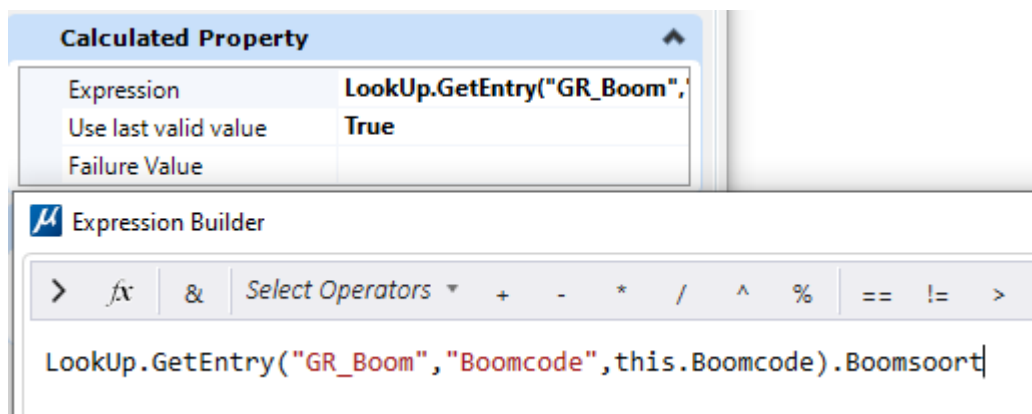 Calculated Property
Expression LookUp.GetEntry("GR_Boom","
Use last valid value True
Failure Value
Expression Builder
> fx & Select Operators + - * / ^ % == != >
LookUp.GetEntry("GR_Boom","Boomcode",this.Boomcode).Boomsoort